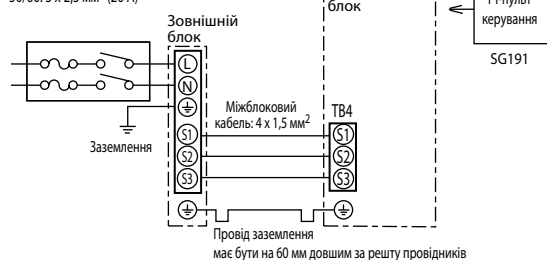 Зовнішній
блок
блок
керування
SG191
L
N
Міжблоковий
кабель: 4 x 1,5 мм2
TB4
S1
S1
S2
S2
S3
S3
Заземлення
Провід заземлення
має бути на 60 мм довшим за решту провідників